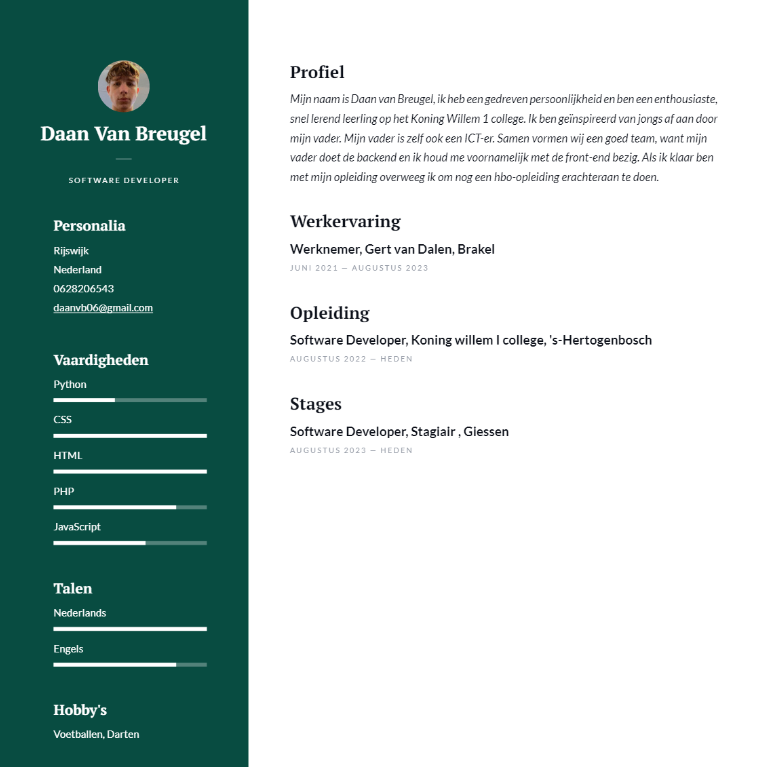 Daan Van Breugel
SOFTWARE DEVELOPER
Personalia
Rijswijk
Nederland
0628206543
daanvb06@gmail.com
Vaardigheden
Python
CSS
HTML
PHP
JavaScript
Talen
Nederlands
Engels
Hobby's
Voetballen, Darten
Profiel
Mijn naam is Daan van Breugel, ik heb een gedreven persoonlijkheid en ben een enthousiaste,
snel lerend leerling op het Koning Willem 1 college. Ik ben geïnspireerd van jongs af aan door
mijn vader. Mijn vader is zelf ook een ICT-er. Samen vormen wij een goed team, want mijn
vader doet de backend en ik houd me voornamelijk met de front-end bezig. Als ik klaar ben
met mijn opleiding overweeg ik om nog een hbo-opleiding erachteraan te doen.
Werkervaring
Werknemer, Gert van Dalen, Brakel
JUNI 2021 — AUGUSTUS 2023
Opleiding
Software Developer, Koning willem I college, 's-Hertogenbosch
AUGUSTUS 2022 — HEDEN
Stages
Software Developer, Stagiair , Giessen
AUGUSTUS 2023 — HEDEN